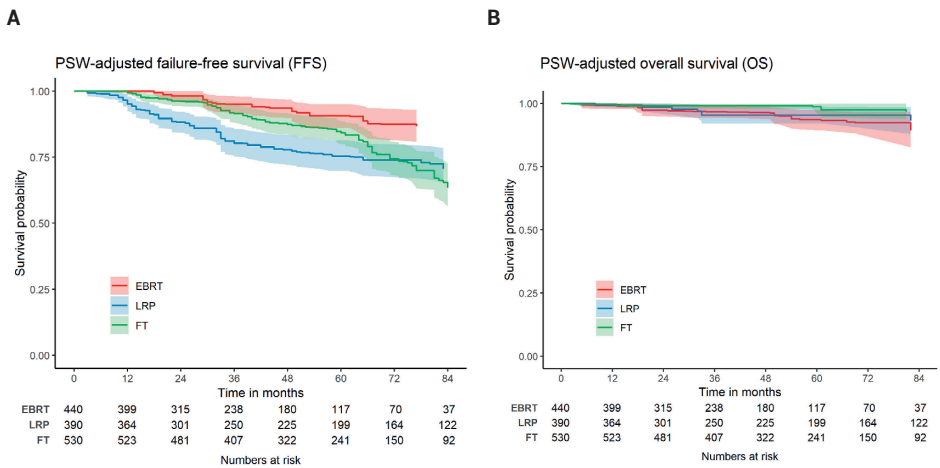 A
PSW-adjusted failure-free survival (FFS)
Survival probability
1.00
0.75
0.50
0.25
0.00
EBRT
LRP
FT
0 12 24 36 48 60 72 84
Time in months
EBRT 440 399 315 238 180 117 70 37
LRP 390 364 301 250 225 199 164 122
FT 530 523 481 407 322 241 150 92
Numbers at risk
B
PSW-adjusted overall survival (OS)
Survival probability
1.00
0.75
0.50
0.25
0.00
EBRT
LRP
FT
0 12 24 36 48 60 72 84
Time in months
EBRT 440 399 315 238 180 117 70 37
LRP 390 364 301 250 225 199 164 122
FT 530 523 481 407 322 241 150 92
Numbers at risk